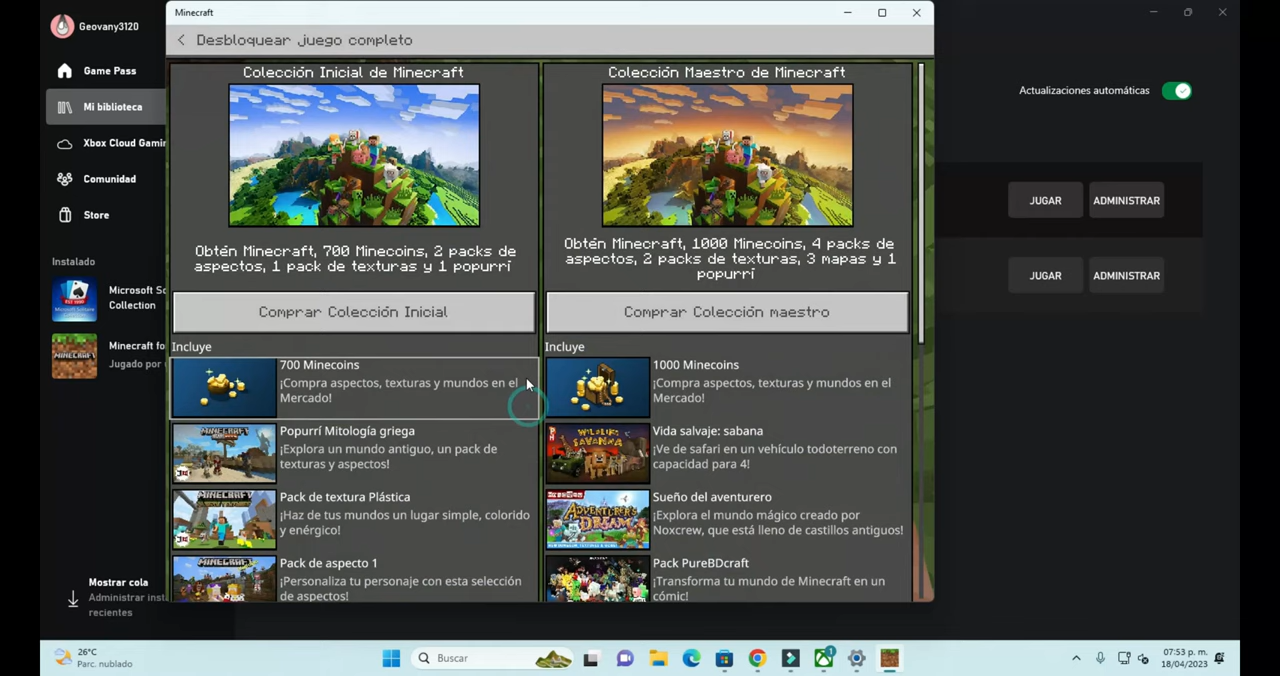 Geovany3120
Game Pass
Mi biblioteca
Xbox Cloud Gamin
Comunidad
Store
Instalado
Microsoft So
Collection
Minecraft fo
Jugado por
Mostrar cola
Administrar inst
recientes
Minecraft
Desbloquear juego completo
Colección Inicial de Minecraft
Obtén Minecraft, 700 Minecoins, 2 packs de
aspectos, 1 pack de texturas y 1 popurrí
Comprar Colección Inicial
Incluye
700 Minecoins
¡Compra aspectos, texturas y mundos en el
Mercado!
Popurrí Mitología griega
¡Explora un mundo antiguo, un pack de
texturas y aspectos!
Pack de textura Plástica
¡Haz de tus mundos un lugar simple, colorido
y enérgico!
Pack de aspecto 1
¡Personaliza tu personaje con esta selección
de aspectos!
Colección Maestro de Minecraft
Obtén Minecraft, 1000 Minecoins, 4 packs de
aspectos, 2 packs de texturas, 3 mapas y 1
popurrí
Comprar Colección maestro
Incluye
1000 Minecoins
¡Compra aspectos, texturas y mundos en el
Mercado!
Vida salvaje: sabana
¡Ve de safari en un vehículo todoterreno con
capacidad para 4!
Sueño del aventurero
¡Explora el mundo mágico creado por
Noxcrew, que está lleno de castillos antiguos!
Pack PureBDcraft
¡Transforma tu mundo de Minecraft en un
cómic!
Actualizaciones automáticas
JUGAR
ADMINISTRAR
JUGAR
ADMINISTRAR
26°C
Parc. nublado
Buscar
1
07:53 p. m.
18/04/2023